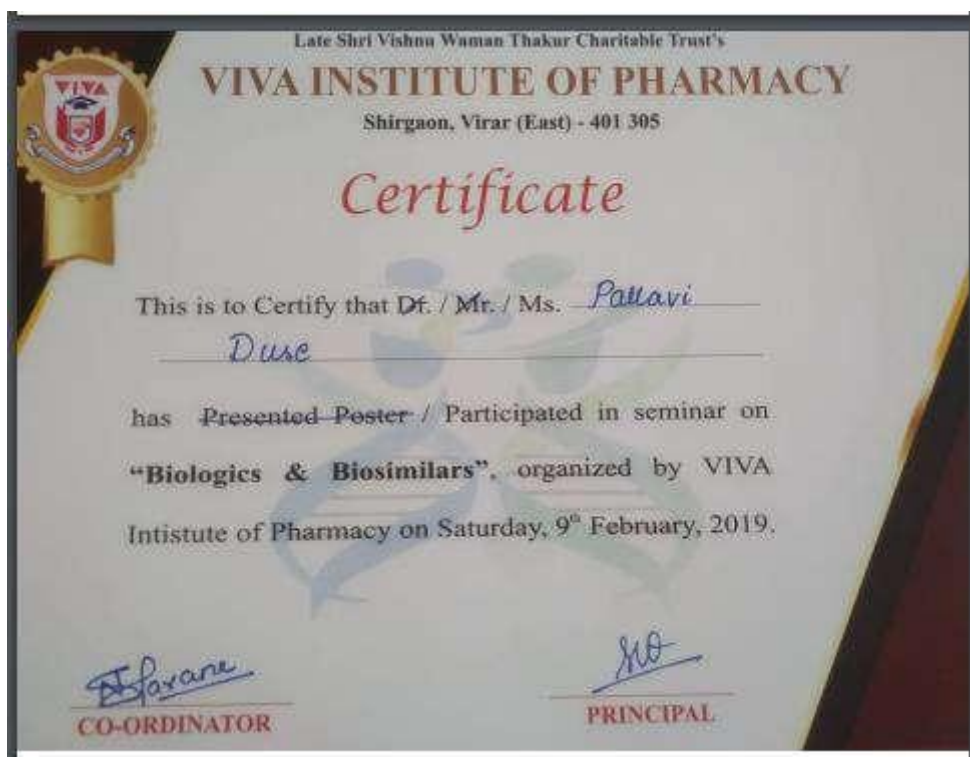 Late Shri Vishnu Waman Thakur Charitable Trust's
VIVA INSTITUTE OF PHARMACY
Shirgaon, Virar (East) - 401 305
VIVA
Certificate
This is to Certify that Dr. / Mr. / Ms. Pallavi
Duse
has Presented Poster / Participated in seminar on
“Biologics & Biosimilars”, organized by VIVA
Intistute of Pharmacy on Saturday, 9th February, 2019.
CO-ORDINATOR
PRINCIPAL